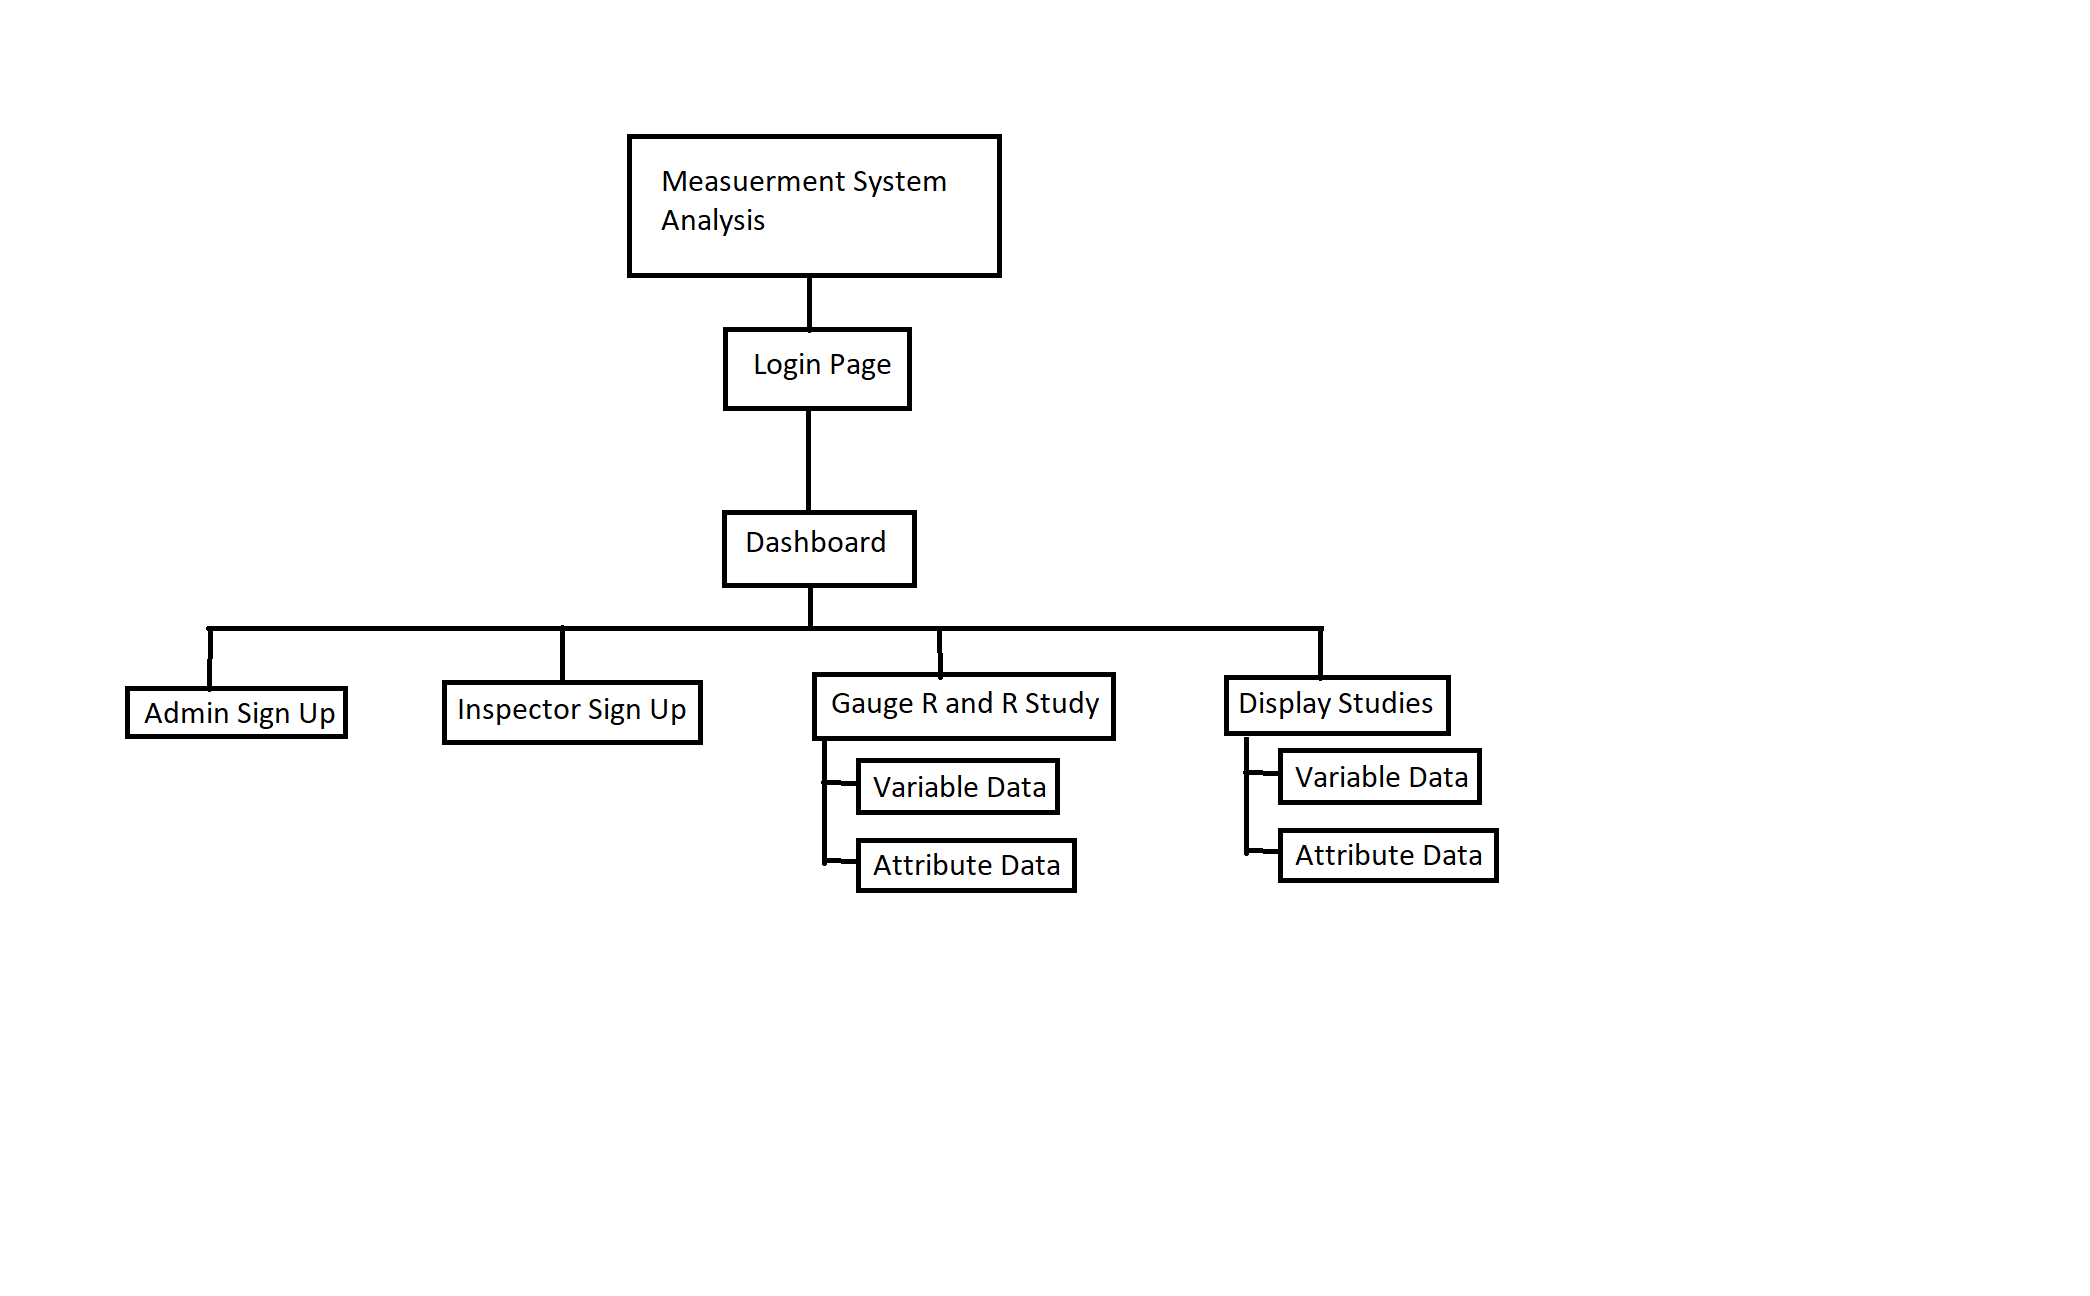 Measuerment System
Analysis
Login Page
Dashboard
Admin Sign Up
Inspector Sign Up
Gauge R and R Study
Display Studies
Variable Data
Attribute Data
Variable Data
Attribute Data